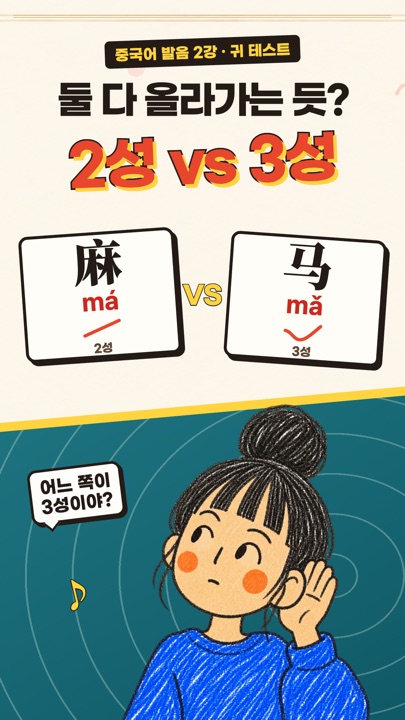 중국어 발음 2강 · 귀 테스트
둘 다 올라가는 듯?
2성 vs 3성
麻
má
2성
VS
马
mǎ
3성
어느 쪽이
3성이야?